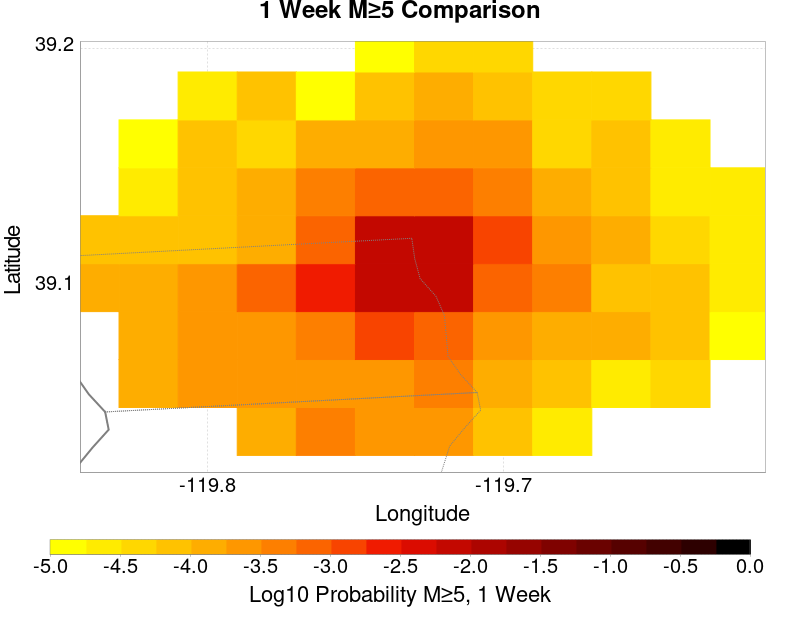 1 Week M≥5 Comparison
39.2
39.1
Latitude
-119.8 -119.7
Longitude
-5.0 -4.5 -4.0 -3.5 -3.0 -2.5 -2.0 -1.5 -1.0 -0.5 0.0
Log10 Probability M≥5, 1 Week